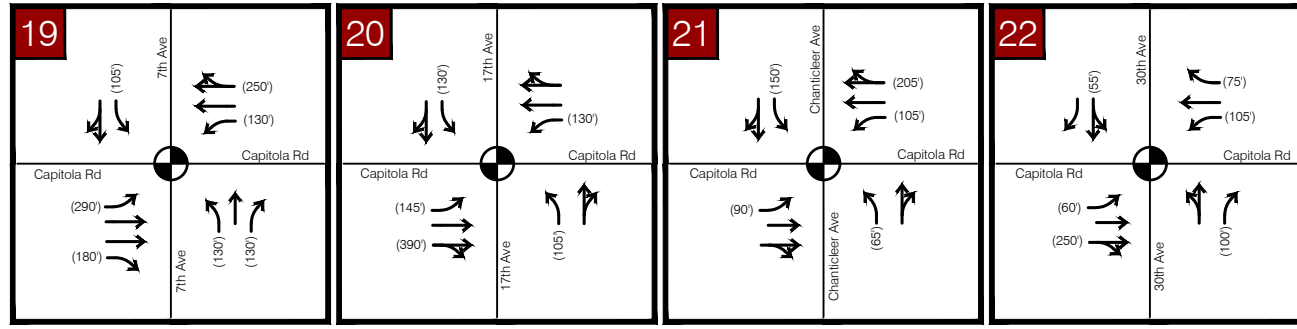 19
7th Ave
(105')
(250')
(130')
Capitola Rd
Capitola Rd
(290')
(180')
(130')
(130')
7th Ave
20
17th Ave
(130')
(130')
Capitola Rd
Capitola Rd
(145')
(390')
(105')
17th Ave
21
Chanticleer Ave
(150')
(205')
(105')
Capitola Rd
Capitola Rd
(90')
(65')
Chanticleer Ave
22
30th Ave
(55')
(75')
(105')
Capitola Rd
Capitola Rd
(60')
(250')
(100')
30th Ave